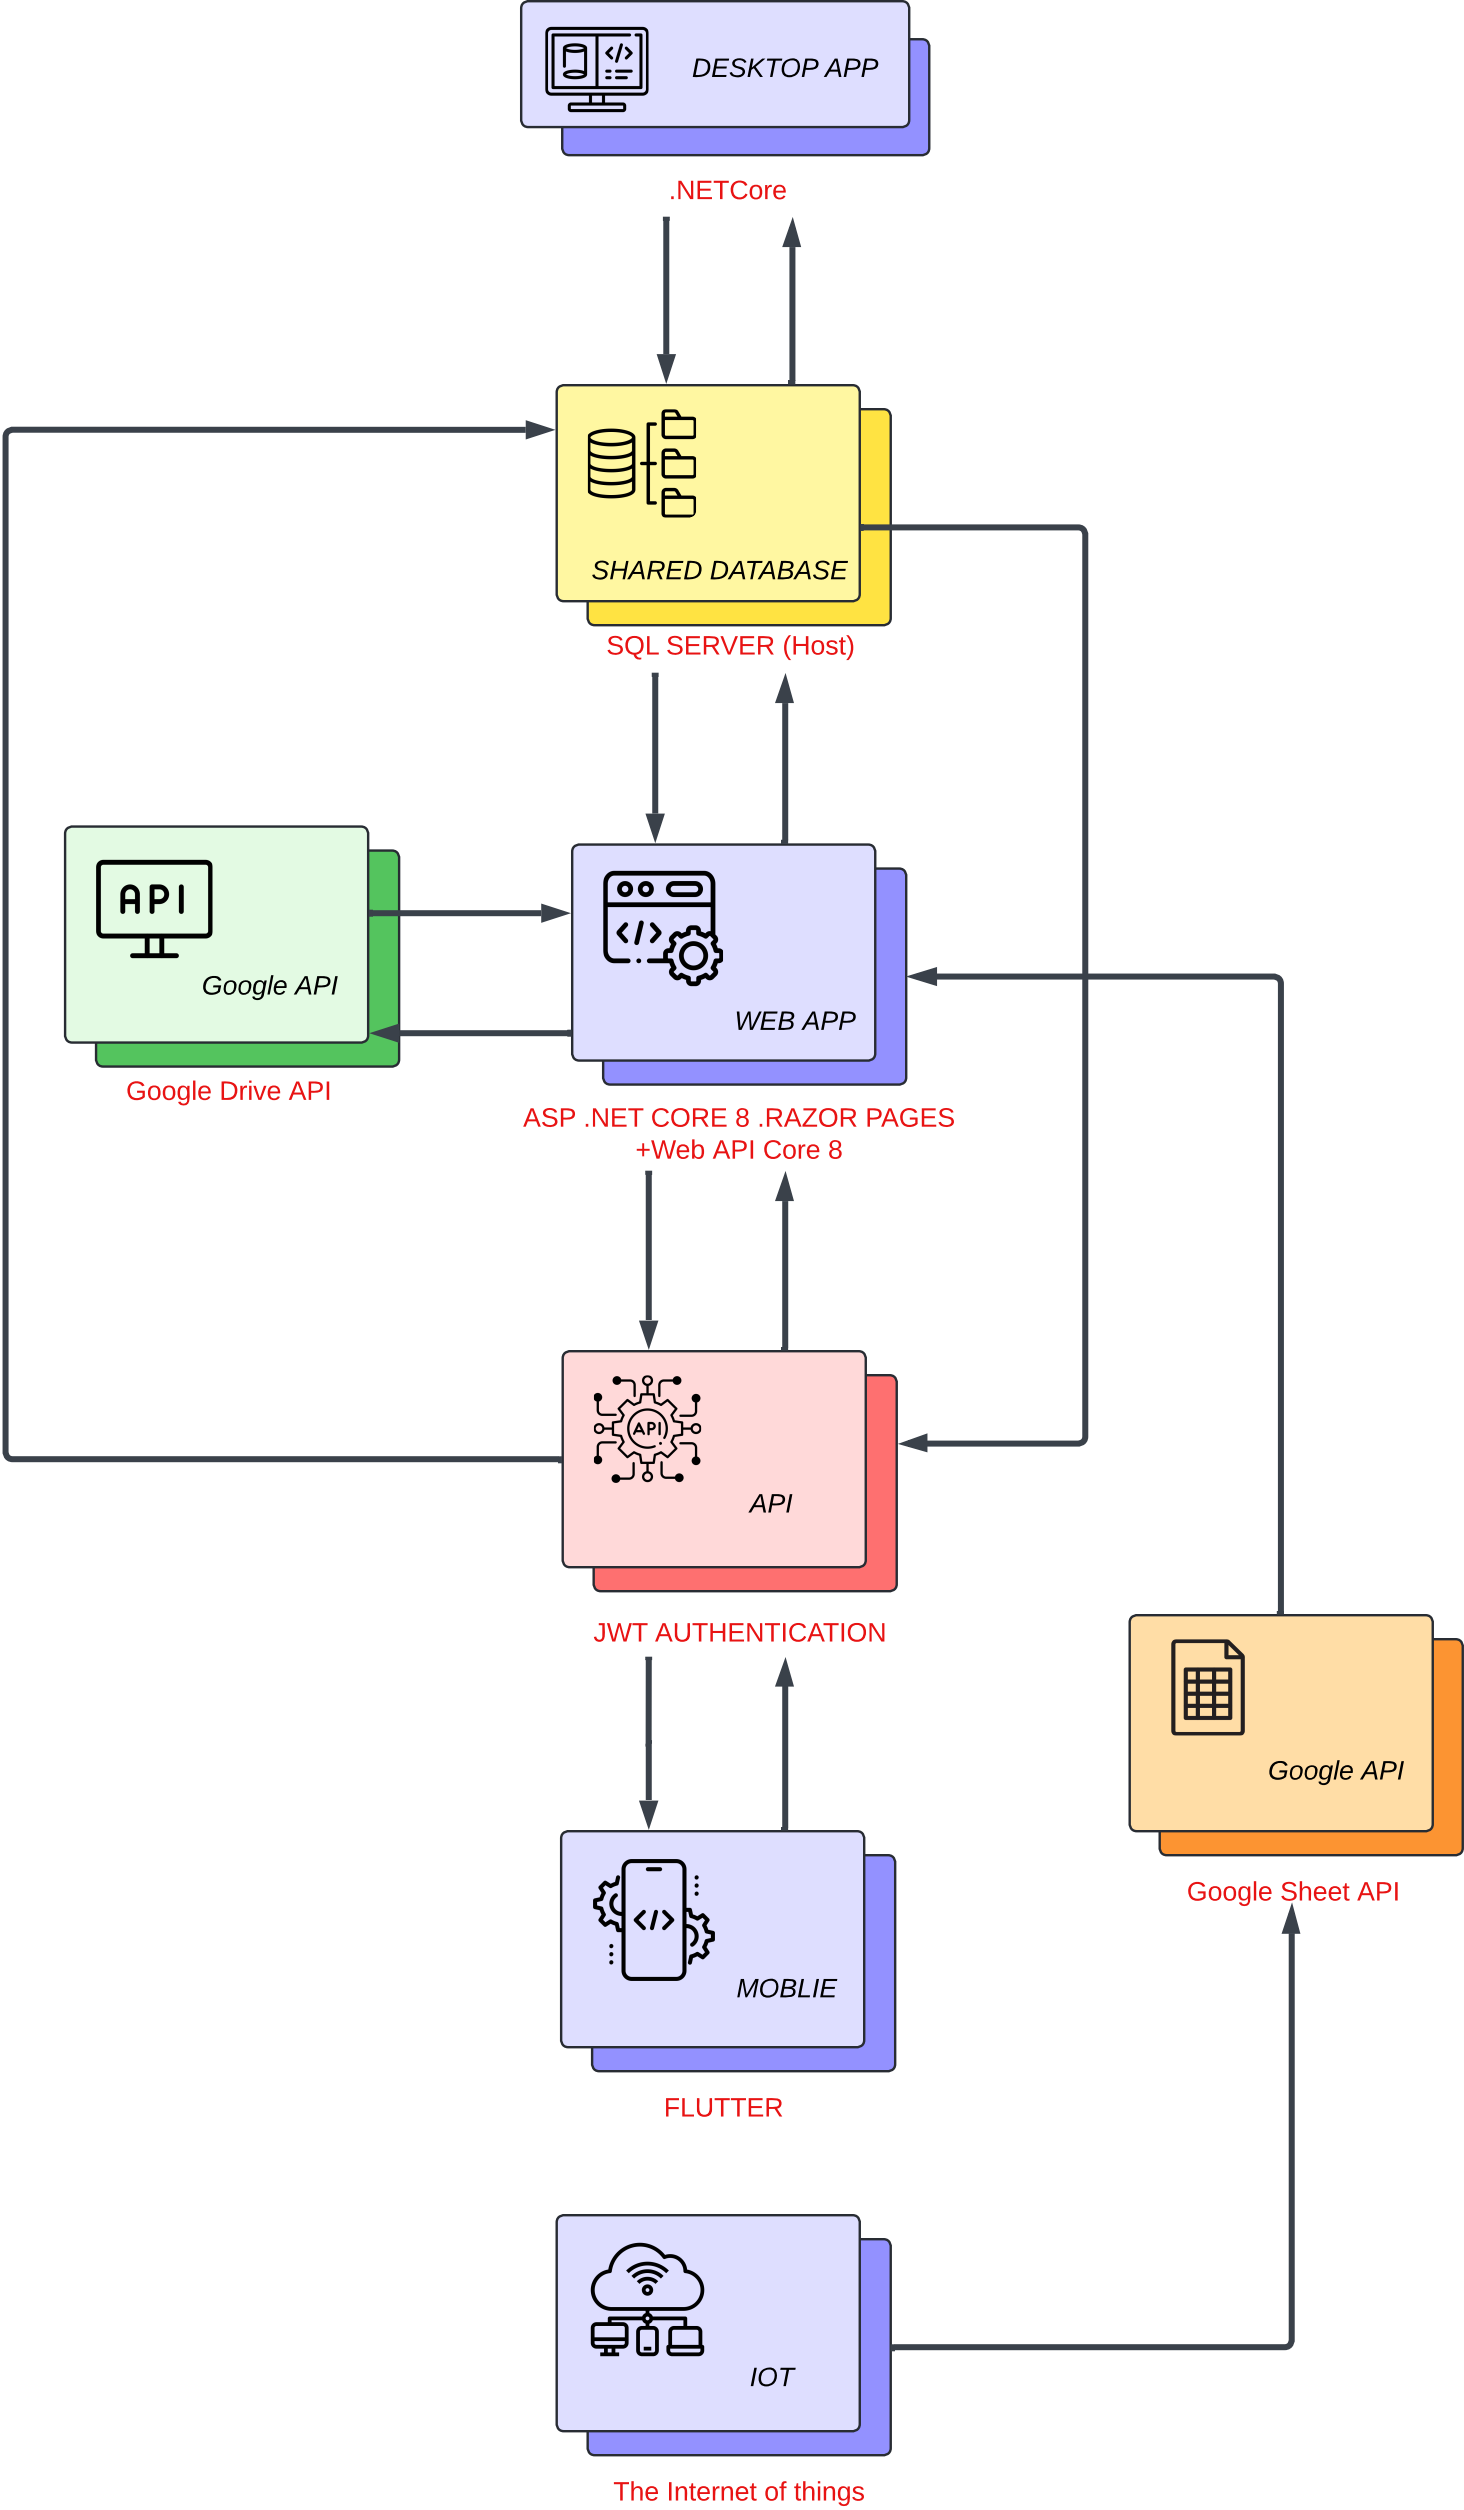 DESKTOP APP
.NETCore
SHARED DATABASE
SQL SERVER (Host)
API
Google API
Google Drive API
WEB APP
ASP .NET CORE 8 .RAZOR PAGES
+Web API Core 8
API
API
JWT AUTHENTICATION
Google API
Google Sheet API
MOBLIE
FLUTTER
IOT
The Internet of things